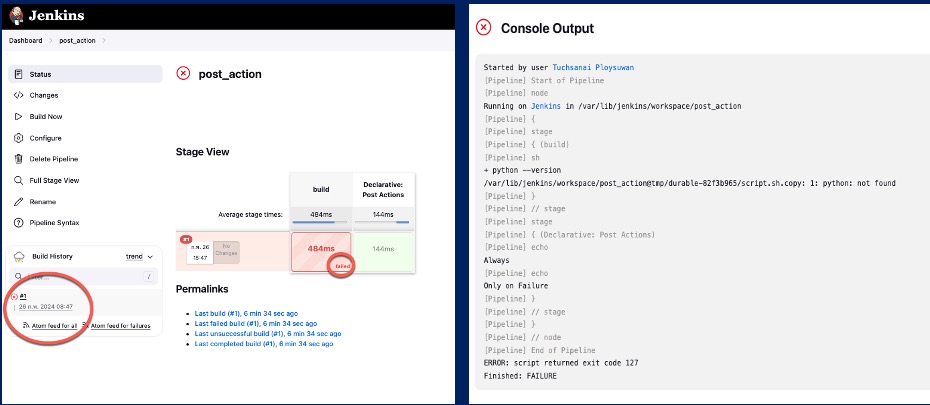 Jenkins
Dashboard > post_action >
Status
Changes
Build Now
Configure
Delete Pipeline
Full Stage View
Rename
Pipeline Syntax
Build History trend
/
#1
26 ก.พ. 2024 08:47
Atom feed for all Atom feed for failures
post_action
Stage View
build
Declarative: Post Actions
Average stage times:
484ms 144ms
#1
ก.พ. 26
15:47
No Changes
484ms
failed
144ms
Permalinks
Last build (#1), 6 min 34 sec ago
Last failed build (#1), 6 min 34 sec ago
Last unsuccessful build (#1), 6 min 34 sec ago
Last completed build (#1), 6 min 34 sec ago
Console Output
Started by user Tuchsanai Ploysuwan
[Pipeline] Start of Pipeline
[Pipeline] node
Running on Jenkins in /var/lib/jenkins/workspace/post_action
[Pipeline] {
[Pipeline] stage
[Pipeline] { (build)
[Pipeline] sh
+ python --version
/var/lib/jenkins/workspace/post_action@tmp/durable-82f3b965/script.sh.copy: 1: python: not found
[Pipeline] }
[Pipeline] // stage
[Pipeline] stage
[Pipeline] { (Declarative: Post Actions)
[Pipeline] echo
Always
[Pipeline] echo
Only on Failure
[Pipeline] }
[Pipeline] // stage
[Pipeline] }
[Pipeline] // node
[Pipeline] End of Pipeline
ERROR: script returned exit code 127
Finished: FAILURE